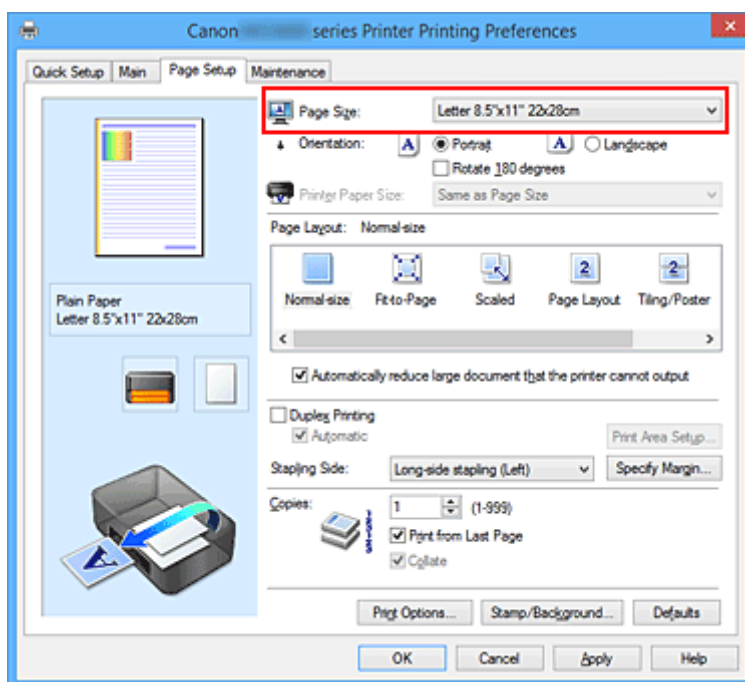 Canon series Printer Printing Preferences
Quick Setup Main Page Setup Maintenance
Page Size: Letter 8.5"x11" 22x28cm
Orientation: A Portrait A Landscape
Rotate 180 degrees
Printer Paper Size: Same as Page Size
Page Layout: Normal-size
2 2
Normal-size Fit-to-Page Scaled Page Layout Tiling/Poster
Plain Paper
Letter 8.5"x11" 22x28cm
Automatically reduce large document that the printer cannot output
Duplex Printing
Automatic Print Area Setup...
Stapling Side: Long-side stapling (Left) Specify Margin...
Copies: 1 (1-999)
Print from Last Page
Collate
A
Print Options... Stamp/Background... Defaults
OK Cancel Apply Help